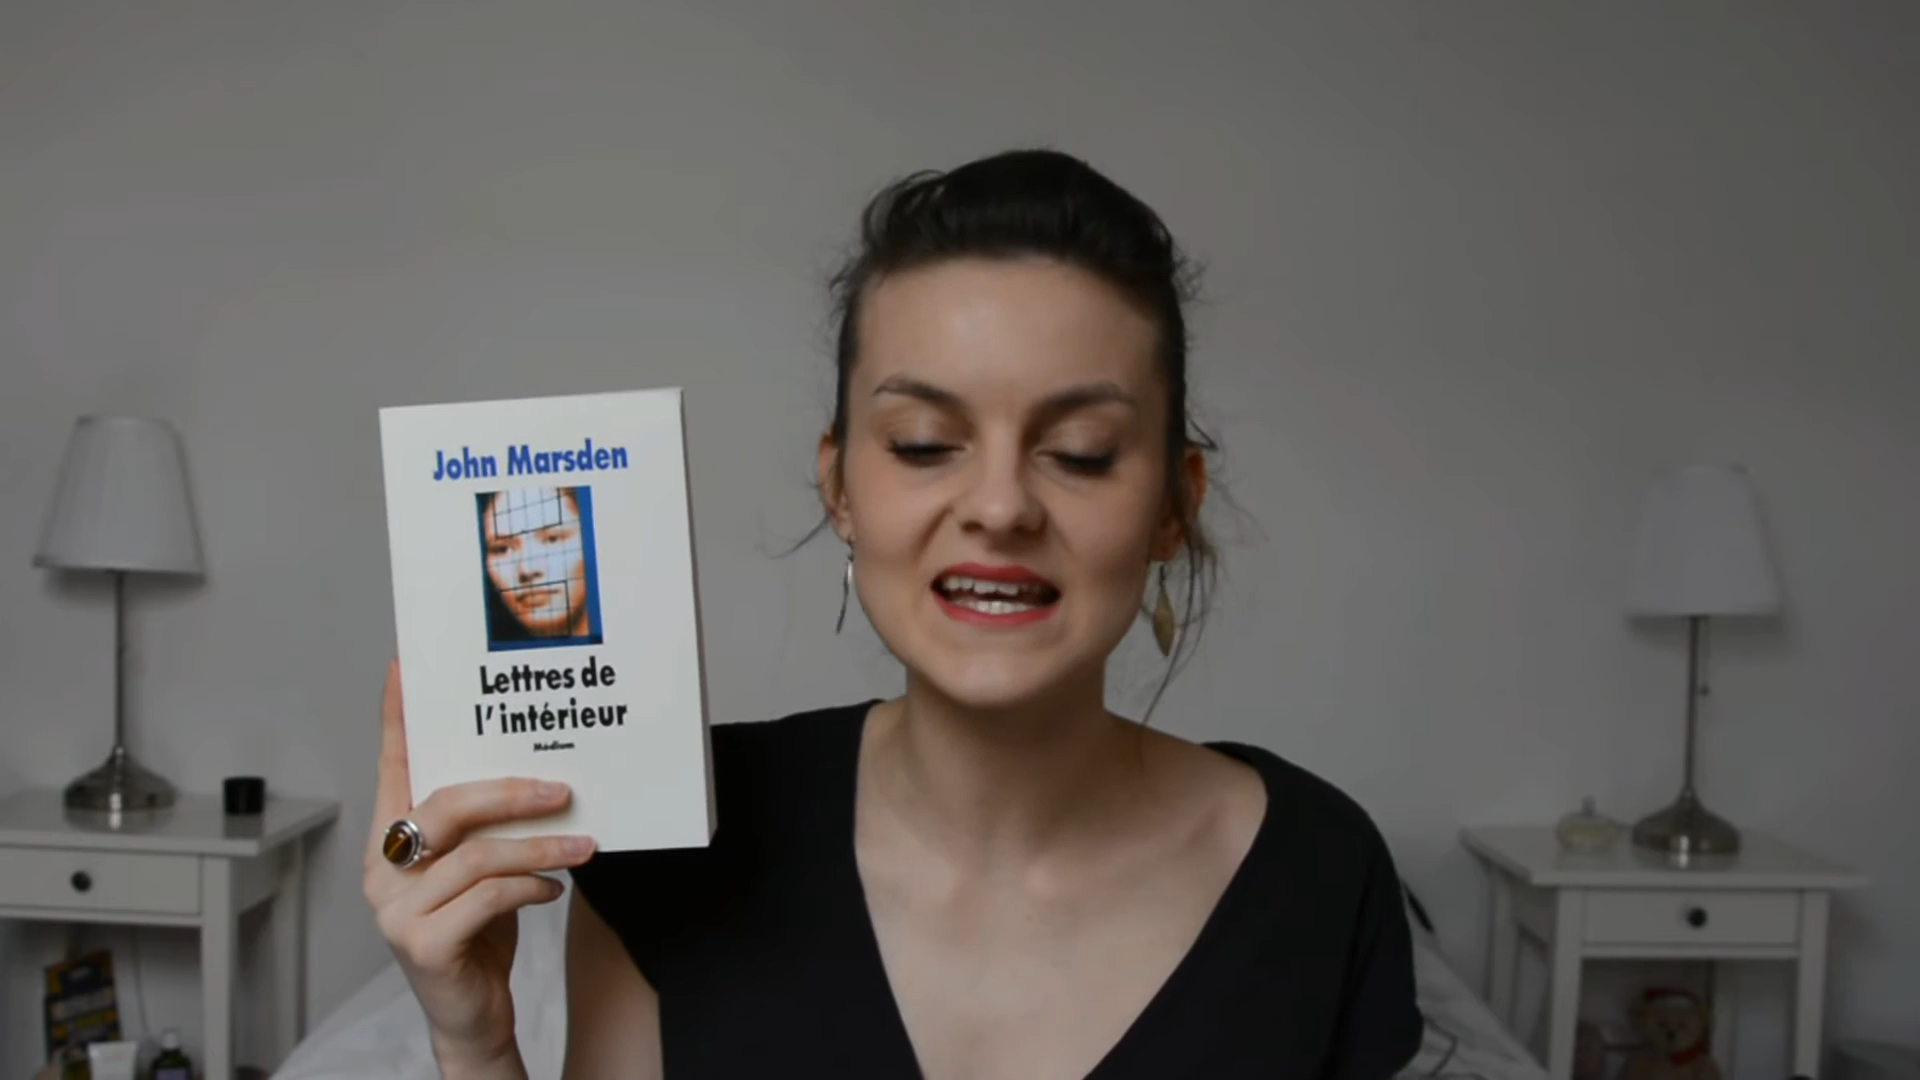 John Marsden
Lettres de
l'intérieur
Médium